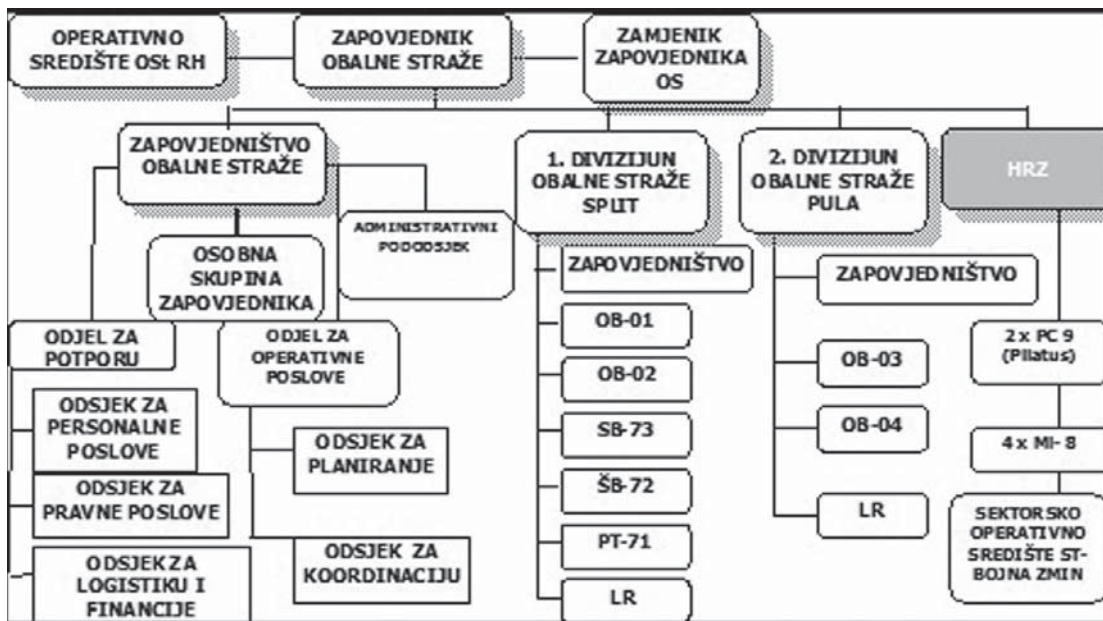 OPERATIVNO
SREDIŠTE OSt RH
ZAPOVJEDNIK
OBALNE STRAŽE
ZAMJENIK
ZAPOVJEDNIKA
OS
ZAPOVJEDNIŠTVO
OBALNE STRAŽE
1. DIVIZIJUN
OBALNE STRAŽE
SPLIT
2. DIVIZIJUN
OBALNE STRAŽE
PULA
HRZ
ADMINISTRATIVNI
PODODSJEK
OSOBNA
SKUPINA
ZAPOVJEDNIKA
ODJEL ZA
POTPORU
ODSJEK ZA
PERSONALNE
POSLOVE
ODSJEK ZA
PRAVNE POSLOVE
ODSJEK ZA
LOGISTIKU I
FINANCIJE
ODJEL ZA
OPERATIVNE
POSLOVE
ODSJEK ZA
PLANIRANJE
ODSJEK ZA
KOORDINACIJU
ZAPOVJEDNIŠTVO
OB-01
OB-02
SB-73
ŠB-72
PT-71
LR
ZAPOVJEDNIŠTVO
OB-03
OB-04
LR
2 x PC 9
(Pilatus)
4 x MI- 8
SEKTORSKO
OPERATIVNO
SREDIŠTE ST-
BOJNA ZMIN